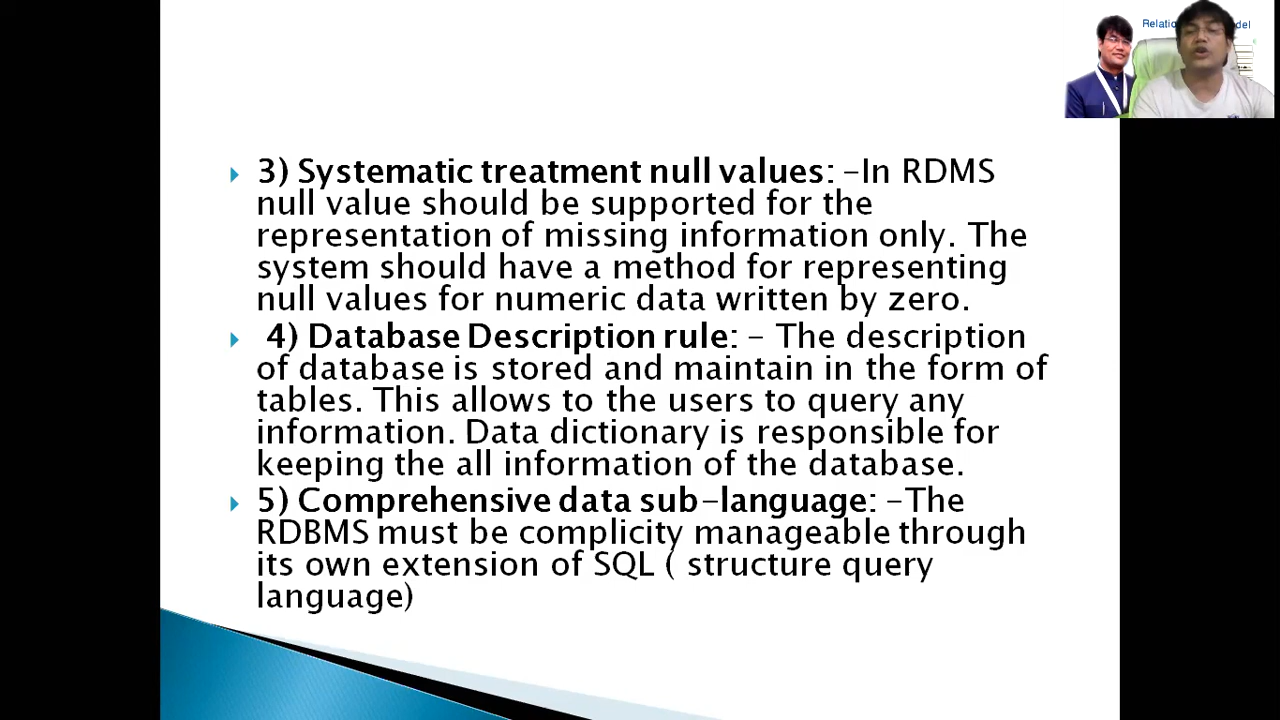 Relatio del
3) Systematic treatment null values: -In RDMS
null value should be supported for the
representation of missing information only. The
system should have a method for representing
null values for numeric data written by zero.
4) Database Description rule: - The description
of database is stored and maintain in the form of
tables. This allows to the users to query any
information. Data dictionary is responsible for
keeping the all information of the database.
5) Comprehensive data sub-language: -The
RDBMS must be complicity manageable through
its own extension of SQL ( structure query
language)